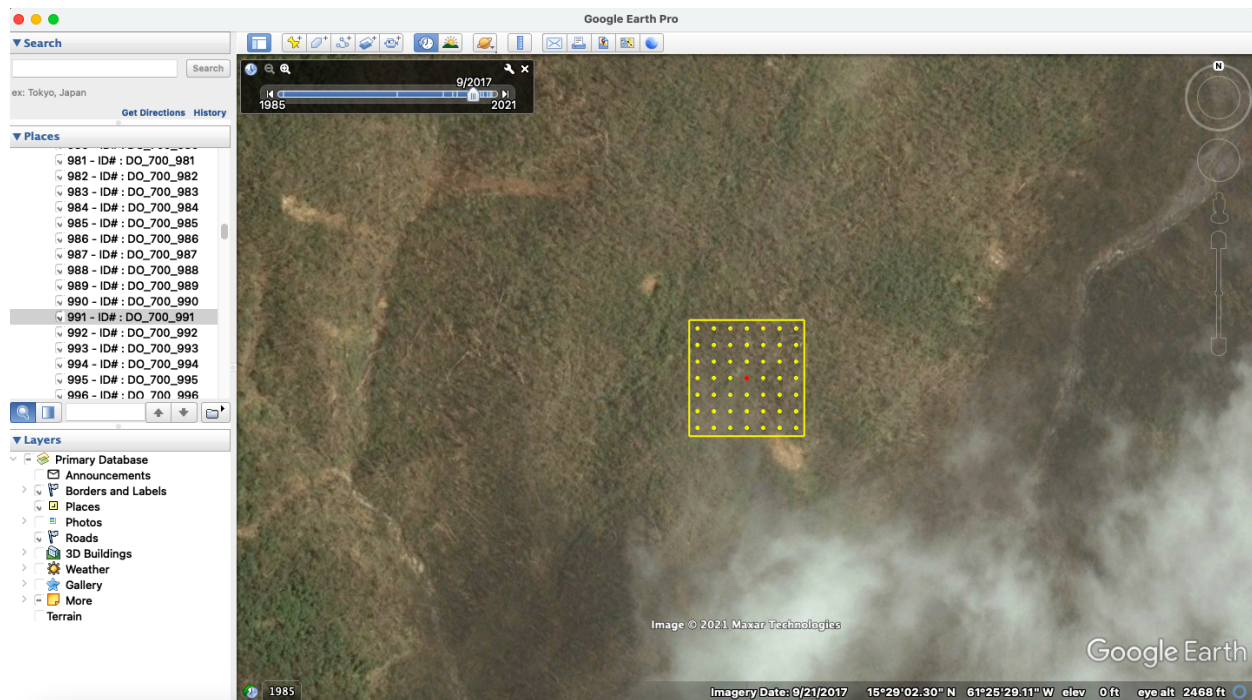 Google Earth Pro
▼ Search
Search
ex: Tokyo, Japan
Get Directions History
▼ Places
981 - ID# : DO_700_981
982 - ID# : DO_700_982
983 - ID# : DO_700_983
984 - ID# : DO_700_984
985 - ID# : DO_700_985
986 - ID# : DO_700_986
987 - ID# : DO_700_987
988 - ID# : DO_700_988
989 - ID# : DO_700_989
990 - ID# : DO_700_990
991 - ID# : DO_700_991
992 - ID# : DO_700_992
993 - ID# : DO_700_993
994 - ID# : DO_700_994
995 - ID# : DO_700_995
996 - ID# : DO_700_996
▼ Layers
Primary Database
Announcements
Borders and Labels
Places
Photos
Roads
3D Buildings
Weather
Gallery
More
Terrain
9/2017
1985 2021
N
Image © 2021 Maxar Technologies
Google Earth
1985
Imagery Date: 9/21/2017 15°29'02.30" N 61°25'29.11" W elev 0 ft eye alt 2468 ft